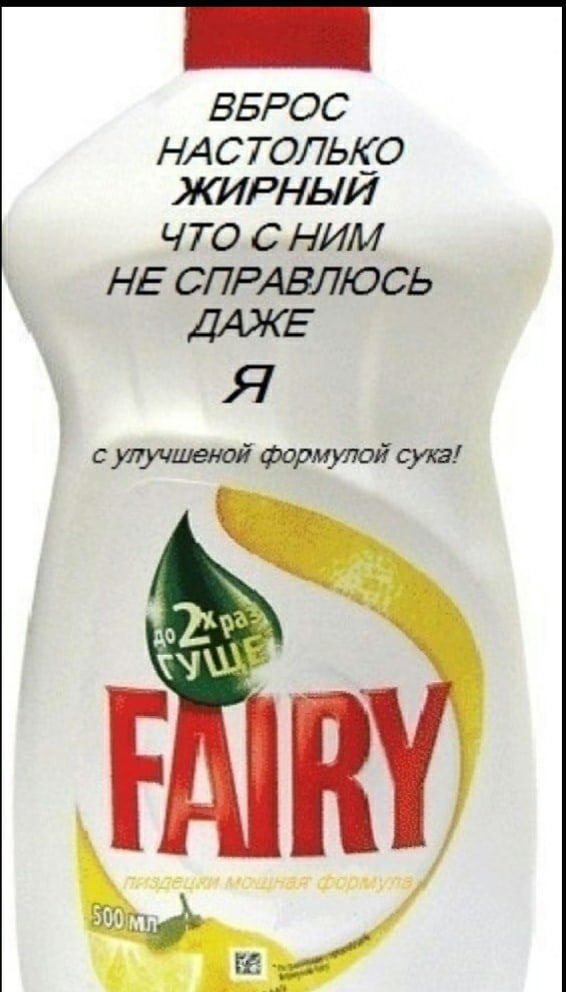 ВБРОС
НАСТОЛЬКО
ЖИРНЫЙ
ЧТО С НИМ
НЕ СПРАВЛЮСЬ
ДАЖЕ
Я
с улучшеной формулой сука!
до 2х раз
ГУЩЕ
FAIRY
пиздецки мощная формула
500 мл